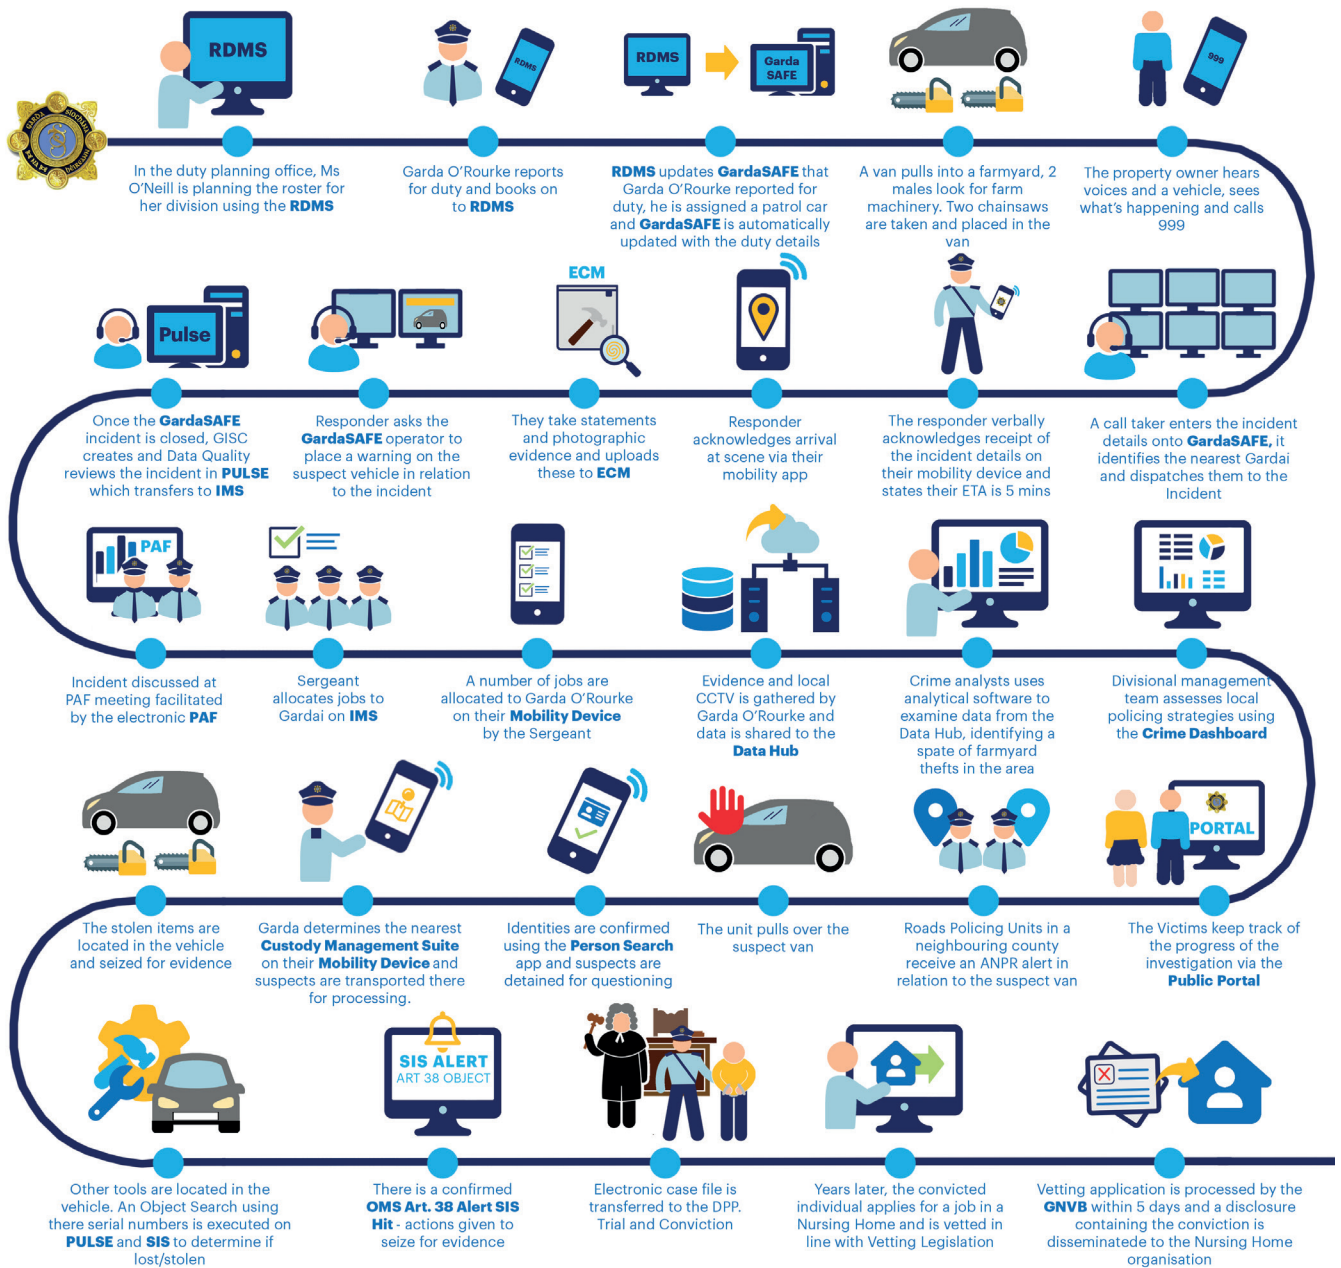 RDMS
RDMS
RDMS
Garda
SAFE
999
In the duty planning office, Ms
O'Neill is planning the roster for
her division using the RDMS
Garda O'Rourke reports
for duty and books on
to RDMS
RDMS updates GardaSAFE that
Garda O'Rourke reported for
duty, he is assigned a patrol car
and GardaSAFE is automatically
updated with the duty details
A van pulls into a farmyard, 2
males look for farm
machinery. Two chainsaws
are taken and placed in the
van
The property owner hears
voices and a vehicle, sees
what's happening and calls
999
A call taker enters the incident
details onto GardaSAFE, it
identifies the nearest Gardai
and dispatches them to the
Incident
The responder verbally
acknowledges receipt of
the incident details on
their mobility device and
states their ETA is 5 mins
Responder
acknowledges arrival
at scene via their
mobility app
ECM
They take statements
and photographic
evidence and uploads
these to ECM
Responder asks the
GardaSAFE operator to
place a warning on the
suspect vehicle in relation
to the incident
Pulse
Once the GardaSAFE
incident is closed, GISC
creates and Data Quality
reviews the incident in PULSE
which transfers to IMS
PAF
Incident discussed at
PAF meeting facilitated
by the electronic PAF
Sergeant
allocates jobs to
Gardai on IMS
A number of jobs are
allocated to Garda O'Rourke
on their Mobility Device
by the Sergeant
Evidence and local
CCTV is gathered by
Garda O'Rourke and
data is shared to the
Data Hub
Crime analysts uses
analytical software to
examine data from the
Data Hub, identifying a
spate of farmyard
thefts in the area
Divisional management
team assesses local
policing strategies using
the Crime Dashboard
PORTAL
The Victims keep track of
the progress of the
investigation via the
Public Portal
Roads Policing Units in a
neighbouring county
receive an ANPR alert in
relation to the suspect van
The unit pulls over the
suspect van
Identities are confirmed
using the Person Search
app and suspects are
detained for questioning
Garda determines the nearest
Custody Management Suite
on their Mobility Device and
suspects are transported there
for processing.
The stolen items are
located in the vehicle
and seized for evidence
Other tools are located in the
vehicle. An Object Search using
there serial numbers is executed on
PULSE and SIS to determine if
lost/stolen
SIS ALERT
ART 38 OBJECT
There is a confirmed
OMS Art. 38 Alert SIS
Hit - actions given to
seize for evidence
Electronic case file is
transferred to the DPP.
Trial and Conviction
Years later, the convicted
individual applies for a job in a
Nursing Home and is vetted in
line with Vetting Legislation
Vetting application is processed by the
GNVB within 5 days and a disclosure
containing the conviction is
disseminatede to the Nursing Home
organisation